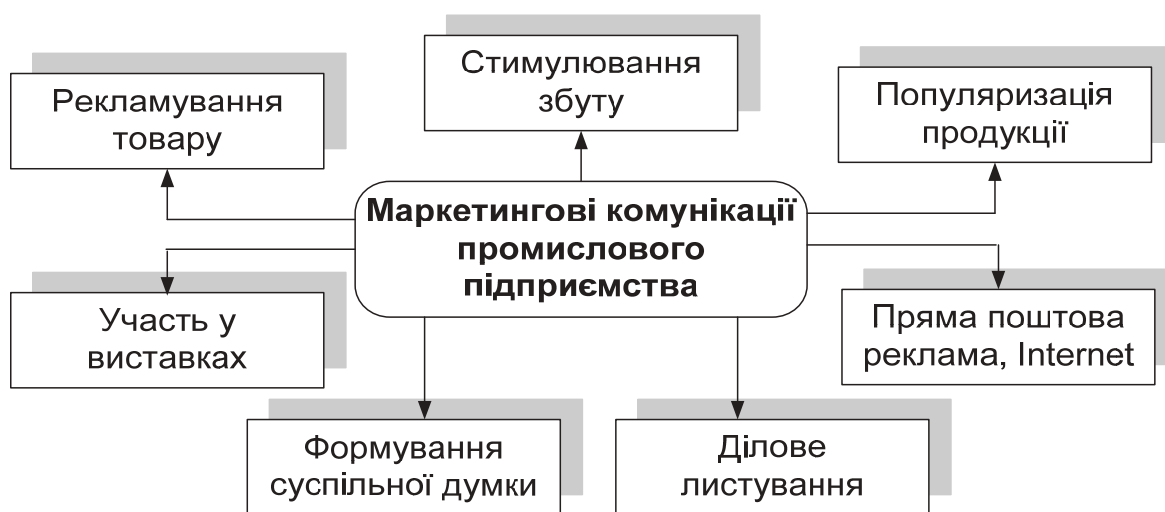 Стимулювання
збуту
Рекламування
товару
Популяризація
продукції
Маркетингові комунікації
промислового
підприємства
Участь у
виставках
Пряма поштова
реклама, Internet
Формування
суспільної думки
Ділове
листування